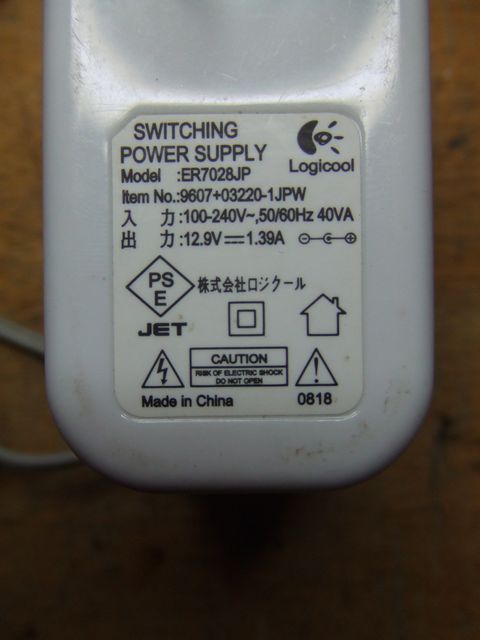 SWITCHING
POWER SUPPLY
Logicool
Model :ER7028JP
Item No.:9607+03220-1JPW
入 力:100-240V~,50/60Hz 40VA
出 力:12.9V⎓1.39A
PS
E
株式会社ロジクール
JET
CAUTION
RISK OF ELECTRIC SHOCK
DO NOT OPEN
Made in China
0818